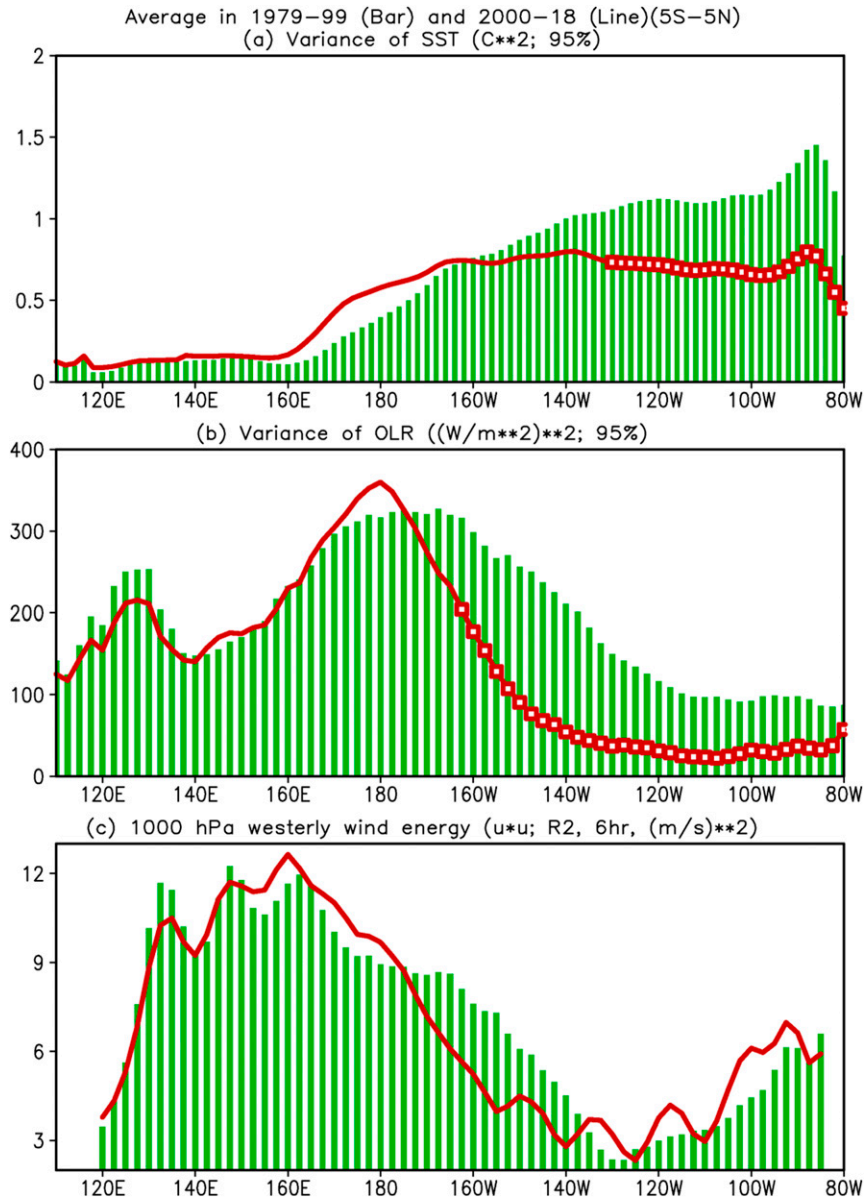 Average in 1979-99 (Bar) and 2000-18 (Line)(5S-5N)
(a) Variance of SST (C**2; 95%)
2
1.5
1
0.5
0
120E 140E 160E 180 160W 140W 120W 100W 80W
(b) Variance of OLR ((W/m**2)**2; 95%)
400
300
200
100
0
120E 140E 160E 180 160W 140W 120W 100W 80W
(c) 1000 hPa westerly wind energy (u*u; R2, 6hr, (m/s)**2)
12
9
6
3
120E 140E 160E 180 160W 140W 120W 100W 80W